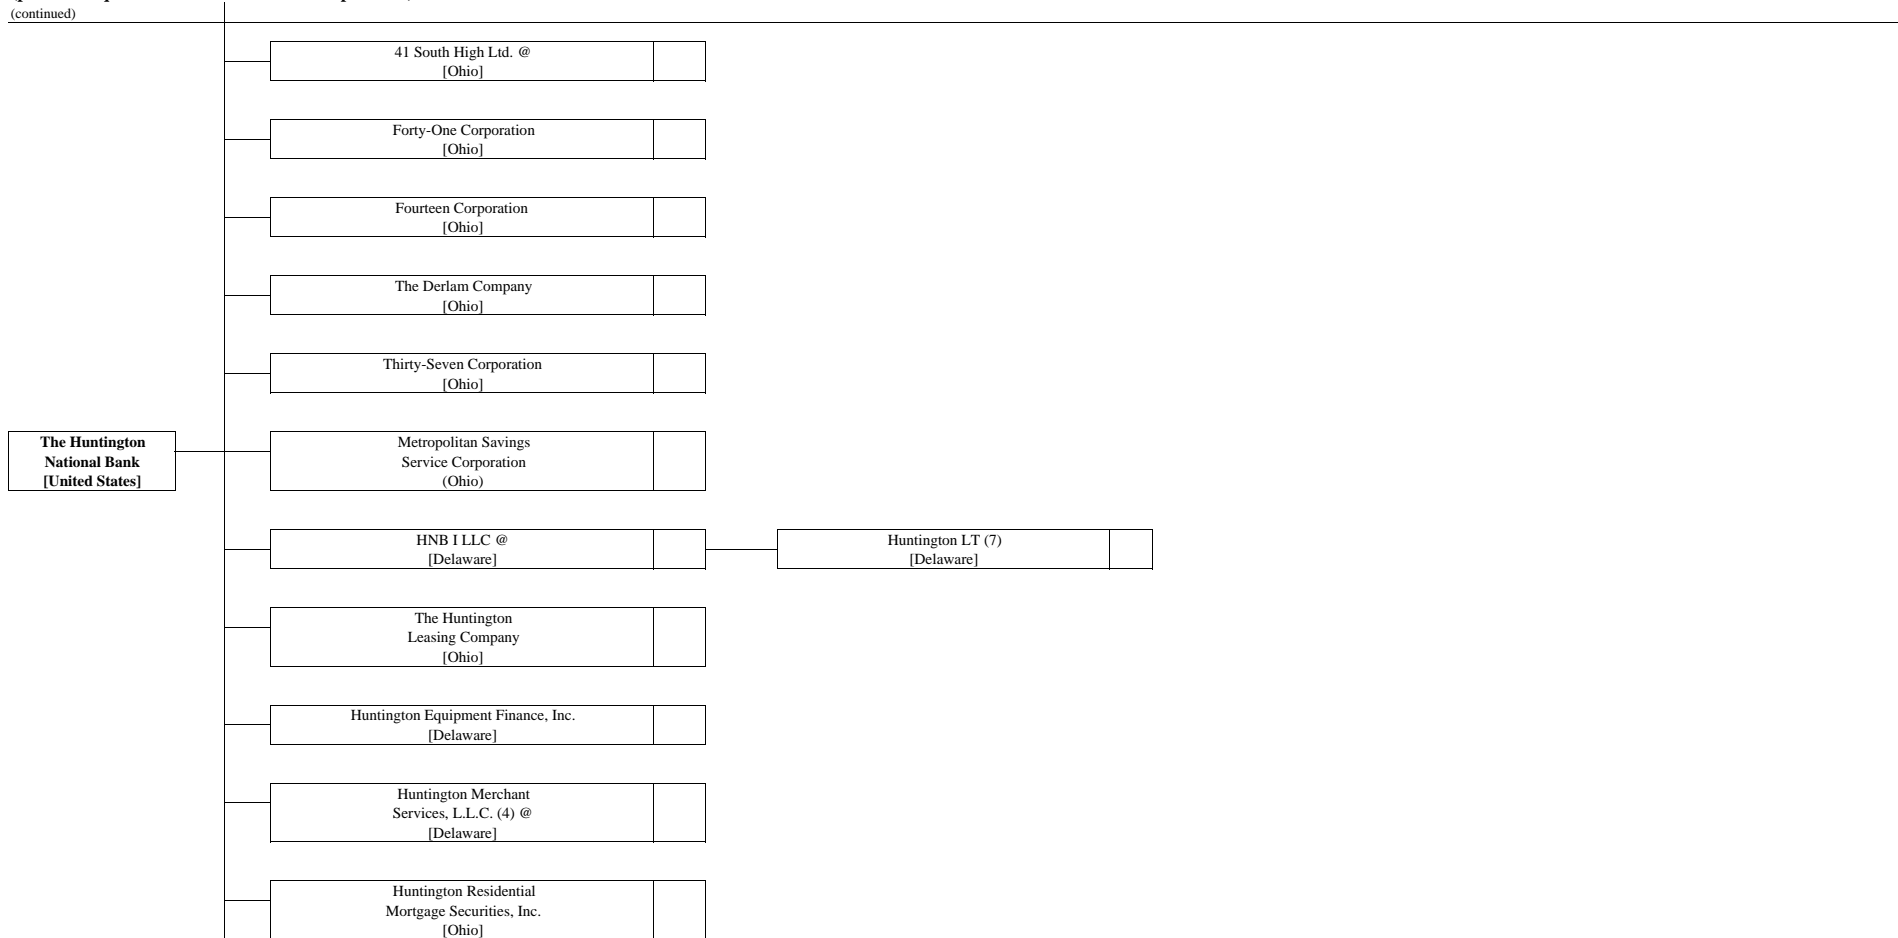 (continued)
41 South High Ltd. @
[Ohio]
Forty-One Corporation
[Ohio]
Fourteen Corporation
[Ohio]
The Derlam Company
[Ohio]
Thirty-Seven Corporation
[Ohio]
The Huntington
National Bank
[United States]
Metropolitan Savings
Service Corporation
(Ohio)
HNB I LLC @
[Delaware]
Huntington LT (7)
[Delaware]
The Huntington
Leasing Company
[Ohio]
Huntington Equipment Finance, Inc.
[Delaware]
Huntington Merchant
Services, L.L.C. (4) @
[Delaware]
Huntington Residential
Mortgage Securities, Inc.
[Ohio]